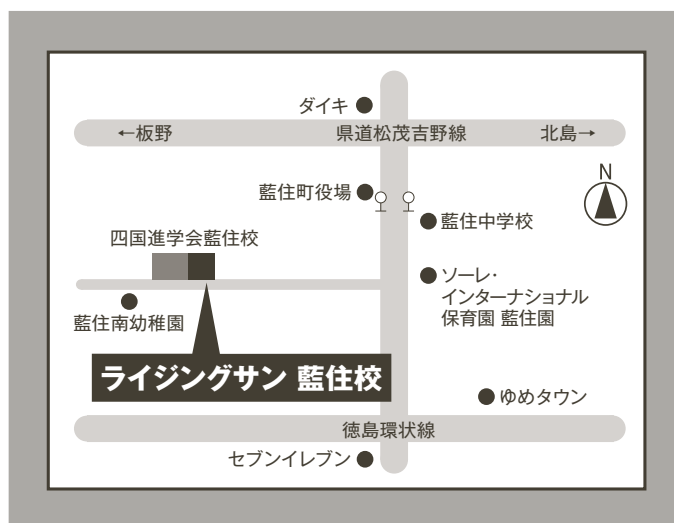 ダイキ
←板野
県道松茂吉野線
北島→
N
藍住町役場
藍住中学校
四国進学会藍住校
ソーレ・
インターナショナル
保育園 藍住園
藍住南幼稚園
ライジングサン 藍住校
ゆめタウン
徳島環状線
セブンイレブン